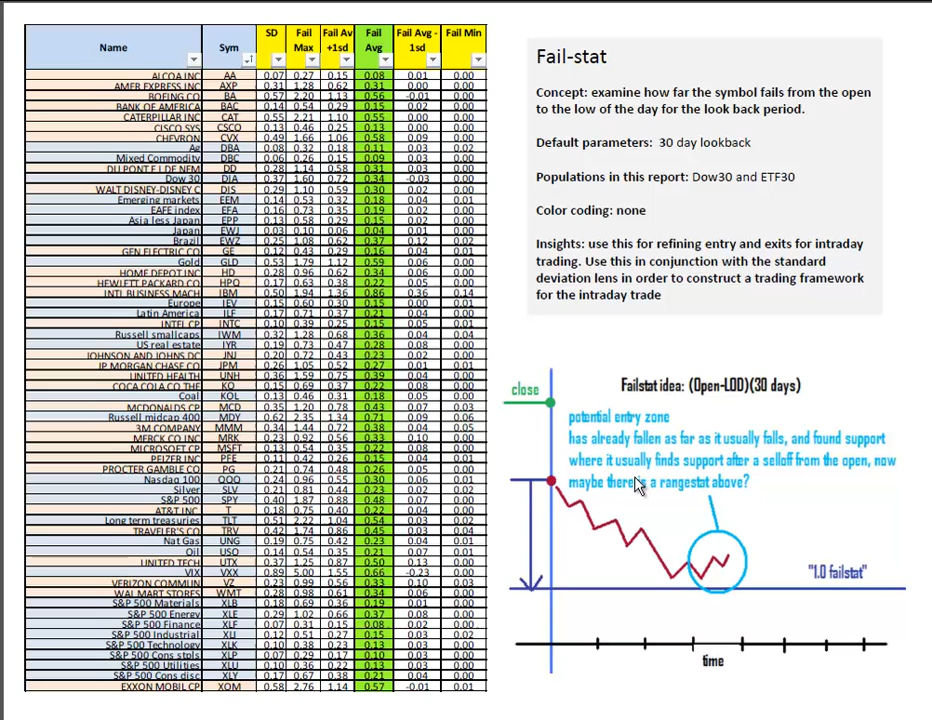 Name Sym SD Fail Max Fail Av +1sd Fail Avg Fail Avg - 1sd Fail Min
ALCOA INC AA 0.07 0.27 0.15 0.08 0.01 0.00
AMER EXPRESS INC AXP 0.31 1.28 0.62 0.31 0.00 0.00
BOEING CO BA 0.57 2.20 1.13 0.56 -0.01 0.00
BANK OF AMERICA BAC 0.14 0.54 0.29 0.15 0.02 0.00
CATERPILLAR INC CAT 0.55 2.21 1.10 0.55 0.00 0.00
CISCO SYS CSCO 0.13 0.46 0.25 0.13 0.00 0.00
CHEVRON CVX 0.49 1.66 1.06 0.58 0.09 0.00
Ag DBA 0.08 0.32 0.18 0.11 0.03 0.02
Mixed Commodity DBC 0.06 0.26 0.15 0.09 0.03 0.00
DU PONT E I DE NEM DD 0.28 1.14 0.58 0.31 0.03 0.00
Dow 30 DIA 0.37 1.60 0.72 0.34 -0.03 0.00
WALT DISNEY-DISNEY C DIS 0.29 1.10 0.59 0.30 0.02 0.00
Emerging markets EEM 0.14 0.53 0.32 0.18 0.04 0.01
EAFE index EFA 0.16 0.73 0.35 0.19 0.02 0.00
Asia less Japan EPP 0.13 0.58 0.29 0.15 0.02 0.00
Japan EWJ 0.03 0.10 0.06 0.04 0.01 0.00
Brazil EWZ 0.25 1.08 0.62 0.37 0.12 0.02
GEN ELECTRIC CO GE 0.12 0.43 0.29 0.16 0.04 0.01
Gold GLD 0.53 1.79 1.12 0.59 0.06 0.00
HOME DEPOT INC HD 0.28 0.96 0.62 0.34 0.06 0.00
HEWLETT PACKARD CO HPQ 0.17 0.63 0.38 0.22 0.05 0.00
INTL BUSINESS MACH IBM 0.50 1.94 1.36 0.86 0.36 0.14
Europe IEV 0.15 0.60 0.30 0.15 0.00 0.01
Latin America ILF 0.17 0.71 0.37 0.21 0.04 0.00
INTEL CP INTC 0.10 0.39 0.25 0.15 0.05 0.01
Russell smallcaps IWM 0.32 1.28 0.68 0.36 0.04 0.04
US real estate IYR 0.19 0.73 0.47 0.28 0.08 0.00
JOHNSON AND JOHNS DC JNJ 0.20 0.72 0.43 0.23 0.02 0.00
JP MORGAN CHASE CO JPM 0.26 1.05 0.52 0.27 0.01 0.01
UNITED HEALTH UNH 0.36 1.59 0.75 0.39 0.04 0.00
COCA COLA CO THE KO 0.15 0.69 0.37 0.22 0.08 0.00
Coal KOL 0.13 0.46 0.31 0.18 0.05 0.00
MCDONALDS CP MCD 0.35 1.20 0.78 0.43 0.07 0.03
Russell midcap 400 MDY 0.62 2.35 1.34 0.71 0.09 0.06
3M COMPANY MMM 0.34 1.44 0.72 0.38 0.04 0.05
MERCK CO INC MRK 0.23 0.92 0.56 0.33 0.10 0.00
MICROSOFT CP MSFT 0.13 0.54 0.35 0.22 0.08 0.00
PFIZER INC PFE 0.11 0.42 0.26 0.15 0.04 0.01
PROCTER GAMBLE CO PG 0.21 0.74 0.48 0.26 0.05 0.00
Nasdaq 100 QQQ 0.24 0.96 0.55 0.30 0.06 0.01
Silver SLV 0.21 0.81 0.44 0.23 0.02 0.02
S&P 500 SPY 0.40 1.87 0.88 0.48 0.07 0.00
AT&T INC T 0.18 0.75 0.40 0.22 0.04 0.00
Long term treasuries TLT 0.51 2.22 1.04 0.54 0.03 0.02
TRAVELER'S CO TRV 0.42 1.74 0.86 0.45 0.03 0.04
Nat Gas UNG 0.19 0.75 0.42 0.23 0.04 0.01
Oil USO 0.14 0.54 0.35 0.21 0.07 0.01
UNITED TECH UTX 0.37 1.25 0.87 0.50 0.13 0.00
VIX VXX 0.89 5.00 1.55 0.66 -0.23 0.00
VERIZON COMMUN VZ 0.23 0.99 0.56 0.33 0.10 0.03
WAL MART STORES WMT 0.28 0.98 0.61 0.34 0.06 0.00
S&P 500 Materials XLB 0.18 0.69 0.36 0.19 0.01 0.00
S&P 500 Energy XLE 0.29 1.02 0.66 0.37 0.08 0.00
S&P 500 Finance XLF 0.07 0.31 0.15 0.08 0.02 0.00
S&P 500 Industrial XLI 0.12 0.51 0.27 0.15 0.03 0.02
S&P 500 Technology XLK 0.10 0.38 0.23 0.13 0.03 0.00
S&P 500 Cons stpls XLP 0.07 0.29 0.17 0.10 0.03 0.00
S&P 500 Utilities XLU 0.10 0.36 0.22 0.13 0.03 0.00
S&P 500 Cons disc XLY 0.17 0.67 0.38 0.21 0.04 0.00
EXXON MOBIL CP XOM 0.58 2.76 1.14 0.57 -0.01 0.01
Fail-stat
Concept: examine how far the symbol fails from the open
to the low of the day for the look back period.
Default parameters: 30 day lookback
Populations in this report: Dow30 and ETF30
Color coding: none
Insights: use this for refining entry and exits for intraday
trading. Use this in conjunction with the standard
deviation lens in order to construct a trading framework
for the intraday trade
Failstat idea: (Open-LOD)(30 days)
close
potential entry zone
has already fallen as far as it usually falls, and found support
where it usually finds support after a selloff from the open, now
maybe there's a rangestat above?
"1.0 failstat"
time